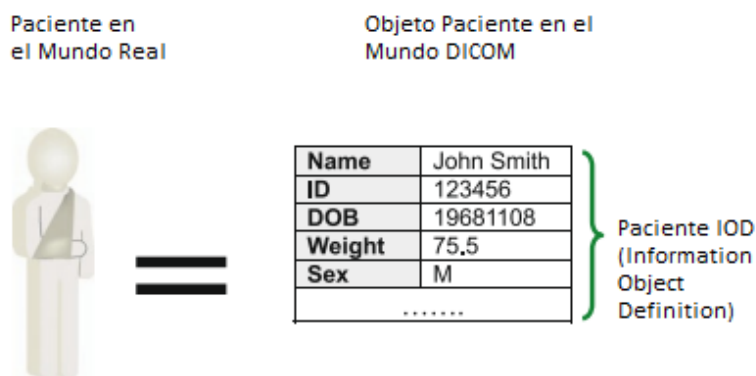 Paciente en
el Mundo Real
Objeto Paciente en el
Mundo DICOM
Name John Smith
ID 123456
DOB 19681108
Weight 75.5
Sex M
.......
Paciente IOD
(Information
Object
Definition)